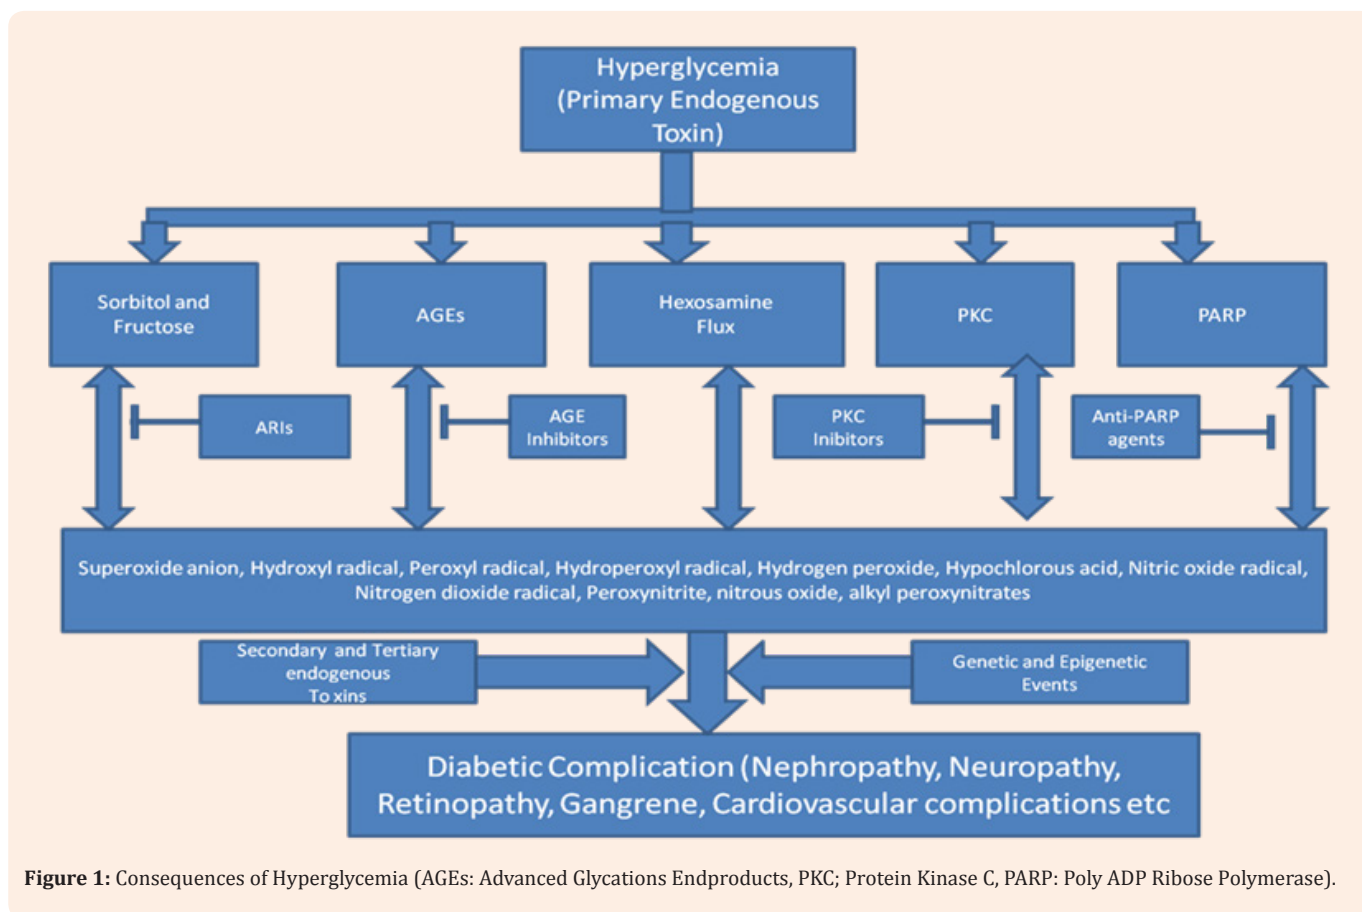 Hyperglycemia
(Primary Endogenous
Toxin)
Sorbitol and
Fructose
AGEs
Hexosamine
Flux
PKC
PARP
ARIs
AGE
Inhibitors
PKC
Inibitors
Anti-PARP
agents
Superoxide anion, Hydroxyl radical, Peroxyl radical, Hydroperoxyl radical, Hydrogen peroxide, Hypochlorous acid, Nitric oxide radical,
Nitrogen dioxide radical, Peroxynitrite, nitrous oxide, alkyl peroxynitrates
Secondary and Tertiary
endogenous
To xins
Genetic and Epigenetic
Events
Diabetic Complication (Nephropathy, Neuropathy,
Retinopathy, Gangrene, Cardiovascular complications etc
Figure 1: Consequences of Hyperglycemia (AGEs: Advanced Glycations Endproducts, PKC; Protein Kinase C, PARP: Poly ADP Ribose Polymerase).